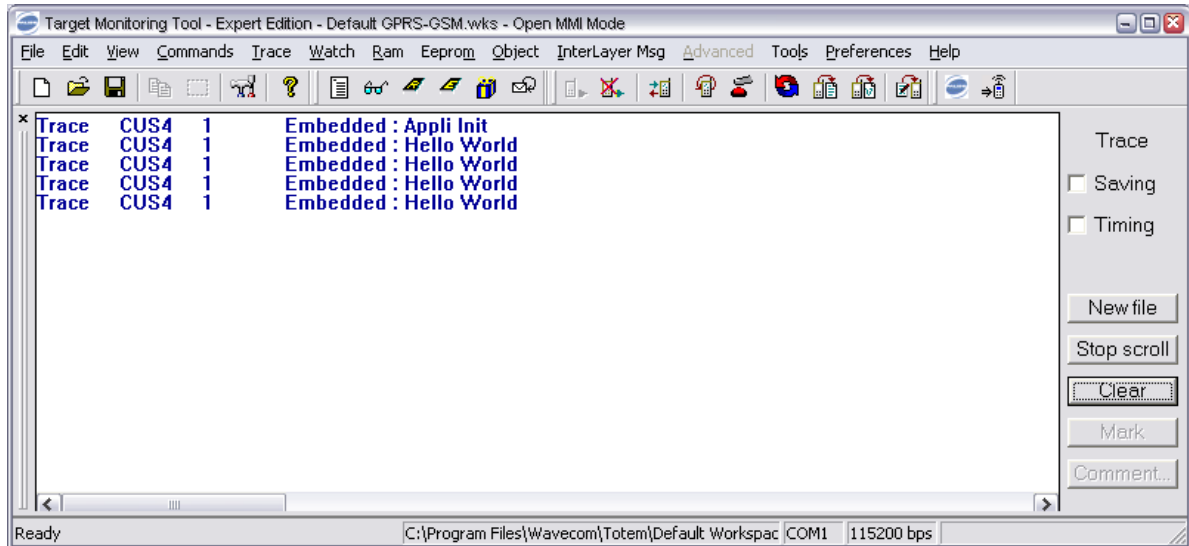 Target Monitoring Tool - Expert Edition - Default GPRS-GSM.wks - Open MMI Mode
File Edit View Commands Trace Watch Ram Eeprom Object InterLayer Msg Advanced Tools Preferences Help
Trace CUS4 1 Embedded : Appli Init
Trace CUS4 1 Embedded : Hello World
Trace CUS4 1 Embedded : Hello World
Trace CUS4 1 Embedded : Hello World
Trace CUS4 1 Embedded : Hello World
Trace
Saving
Timing
New file
Stop scroll
Clear
Mark
Comment...
Ready C:\Program Files\Wavecom\Totem\Default Workspac COM1 115200 bps